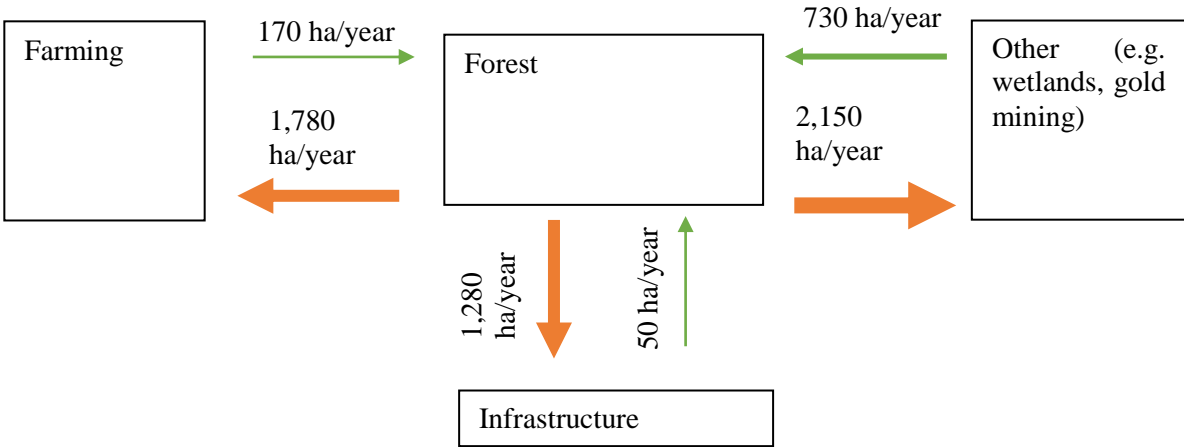 Farming
170 ha/year
1,780
ha/year
Forest
730 ha/year
2,150
ha/year
Other (e.g.
wetlands, gold
mining)
1,280
ha/year
50 ha/year
Infrastructure